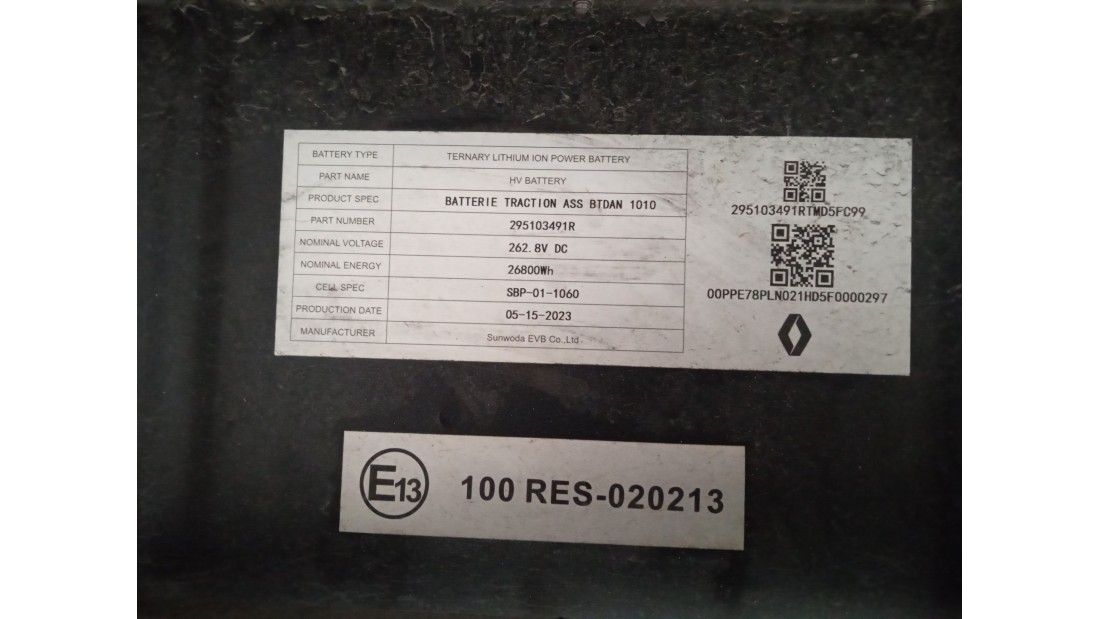 BATTERY TYPE TERNARY LITHIUM ION POWER BATTERY
PART NAME HV BATTERY
PRODUCT SPEC BATTERIE TRACTION ASS BTDAN 1010
PART NUMBER 295103491R
NOMINAL VOLTAGE 262.8V DC
NOMINAL ENERGY 26800Wh
CELL SPEC SBP-01-1060
PRODUCTION DATE 05-15-2023
MANUFACTURER Sunwoda EVB Co.,Ltd
295103491RTMD5FC99
00PPE78PLN021HD5F0000297
E13 100 RES-020213